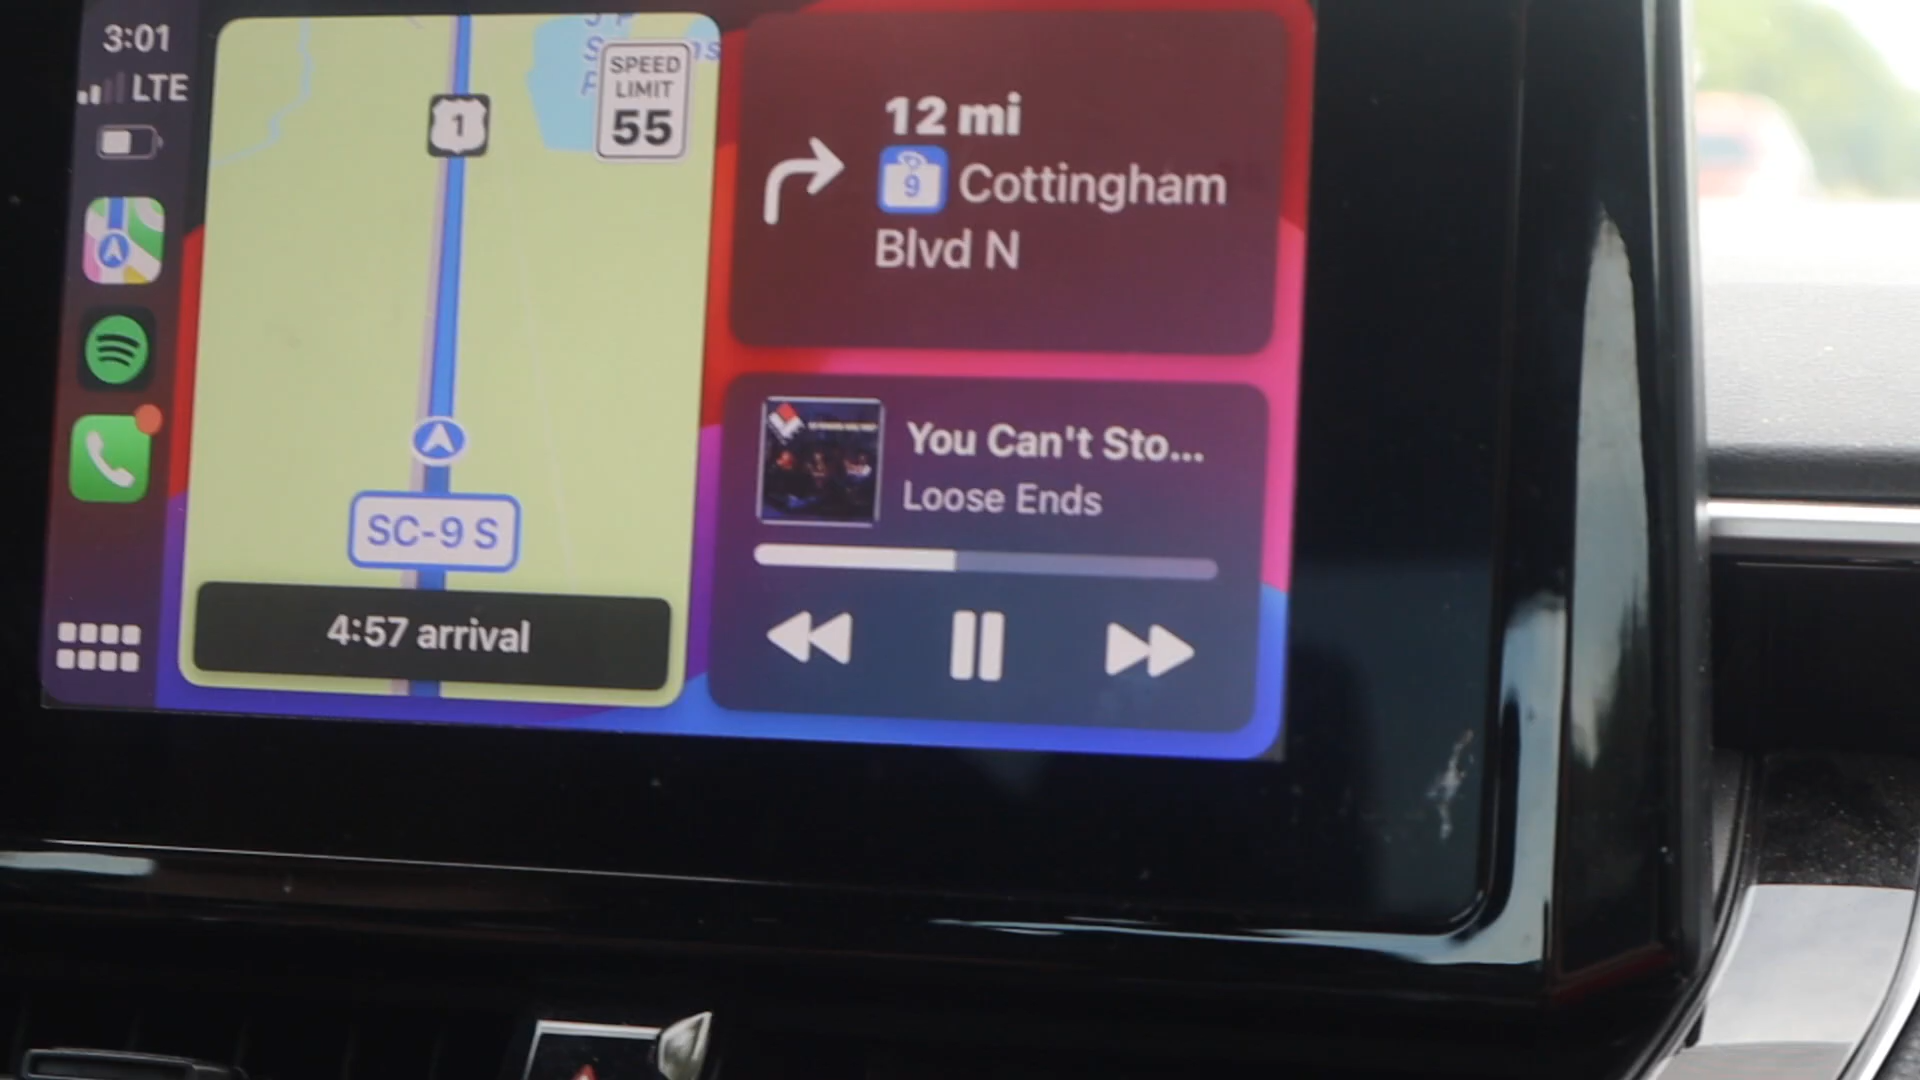 3:01
LTE
SPEED
LIMIT
55
1
SC-9 S
4:57 arrival
12 mi
9 Cottingham
Blvd N
You Can't Sto...
Loose Ends